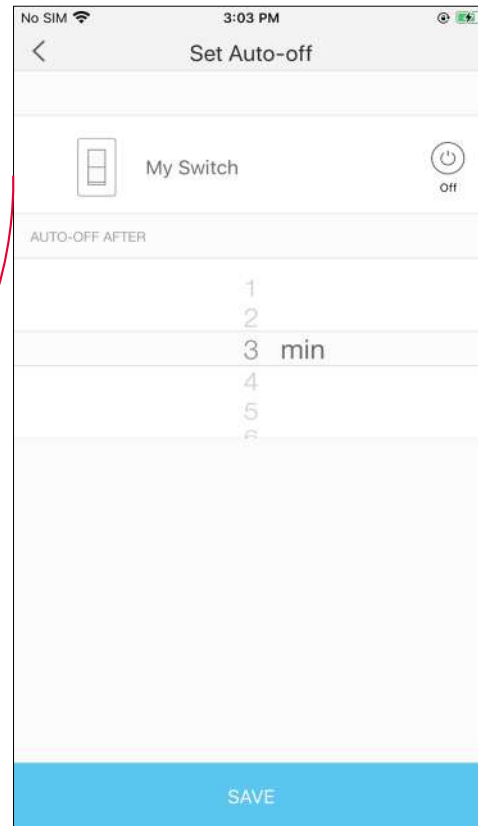 No SIM 3:03 PM
Set Auto-off
My Switch
Off
AUTO-OFF AFTER
1
2
3 min
4
5
6
SAVE